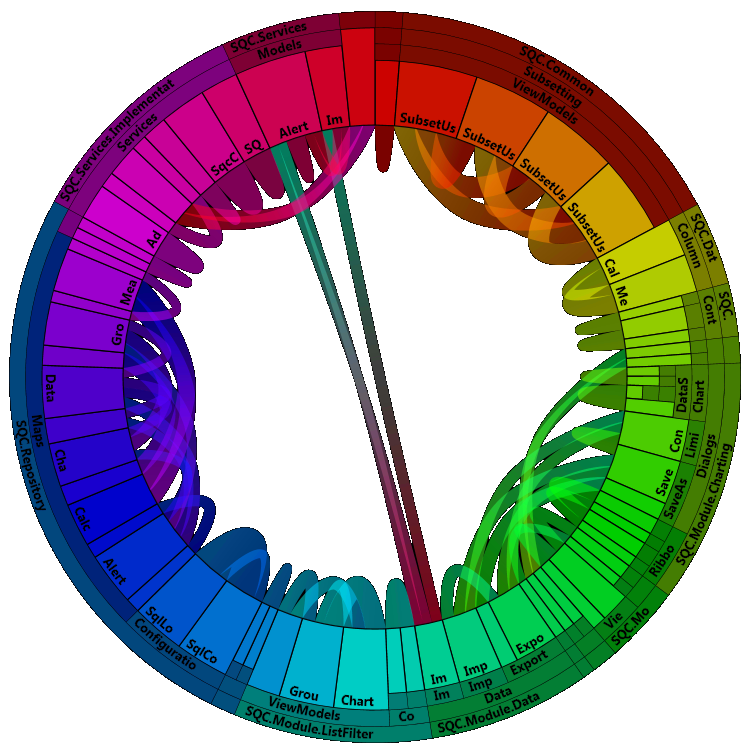 SQC.Common
Subsetting
ViewModels
SubsetUs
SubsetUs
SubsetUs
SubsetUs
SQC.Dat
Column
Cal
Me
SQC.
Cont
SQC.Module.Charting
Chart
DataS
Dialogs
Limi
Con
SaveAs
Save
Ribbo
SQC.Mo
Vie
SQC.Module.Data
Data
Export
Expo
Imp
Imp
Im
Im
SQC.Module.ListFilter
Co
ViewModels
Chart
Grou
SQC.Repository
Configuratio
SqlCo
SqlLo
Maps
Alert
Calc
Cha
Data
Gro
Mea
SQC.Services.Implementat
Services
Ad
SqcC
SQ
SQC.Services
Models
Alert
Im